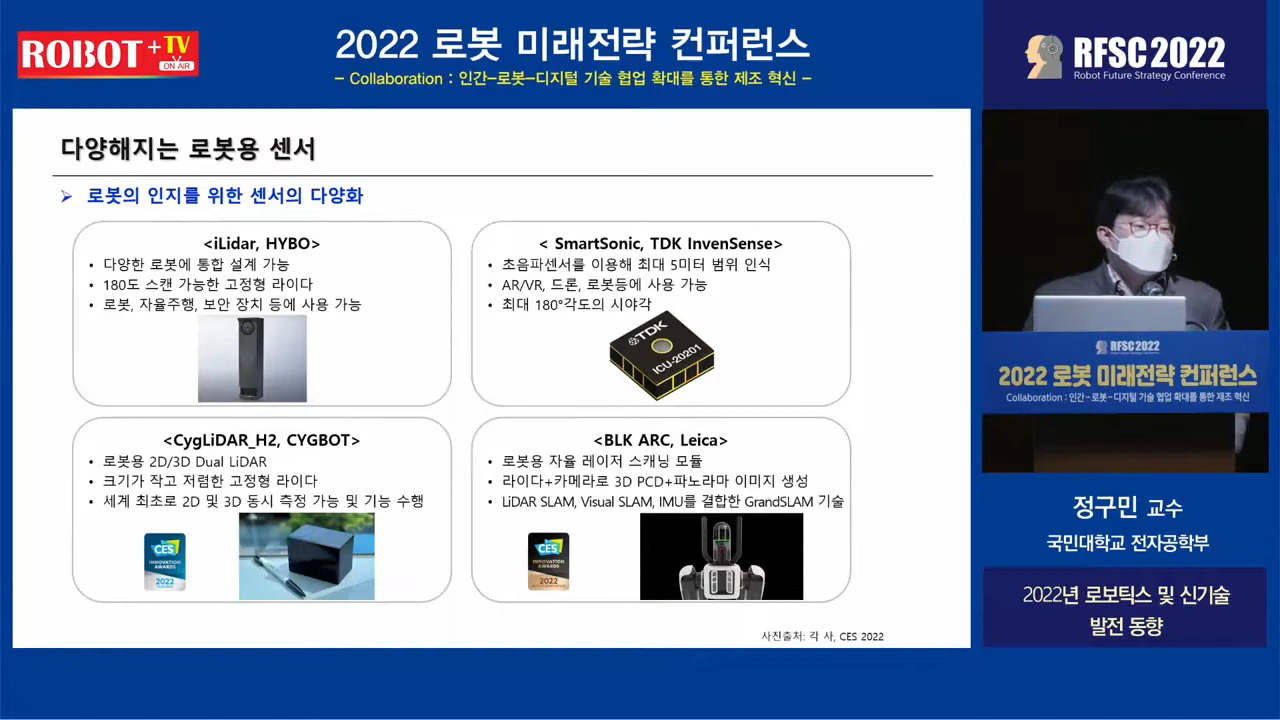 ROBOT+TV
ON AIR
2022 로봇 미래전략 컨퍼런스
– Collaboration : 인간–로봇–디지털 기술 협업 확대를 통한 제조 혁신 –
RFSC 2022
Robot Future Strategy Conference
다양해지는 로봇용 센서
➢ 로봇의 인지를 위한 센서의 다양화
<iLidar, HYBO>
• 다양한 로봇에 통합 설계 가능
• 180도 스캔 가능한 고정형 라이다
• 로봇, 자율주행, 보안 장치 등에 사용 가능
< SmartSonic, TDK InvenSense>
• 초음파센서를 이용해 최대 5미터 범위 인식
• AR/VR, 드론, 로봇등에 사용 가능
• 최대 180°각도의 시야각
TDK
ICU-20201
<CygLiDAR_H2, CYGBOT>
• 로봇용 2D/3D Dual LiDAR
• 크기가 작고 저렴한 고정형 라이다
• 세계 최초로 2D 및 3D 동시 측정 가능 및 기능 수행
CES
INNOVATION
AWARDS
2022
<BLK ARC, Leica>
• 로봇용 자율 레이저 스캐닝 모듈
• 라이다+카메라로 3D PCD+파노라마 이미지 생성
• LiDAR SLAM, Visual SLAM, IMU를 결합한 GrandSLAM 기술
CES
INNOVATION
AWARDS
2022
사진출처: 각 사, CES 2022
RFSC 2022
2022 로봇 미래전략 컨퍼런스
Collaboration : 인간 – 로봇 – 디지털 기술 협업 확대를 통한 제조 혁신
정구민 교수
국민대학교 전자공학부
2022년 로보틱스 및 신기술
발전 동향